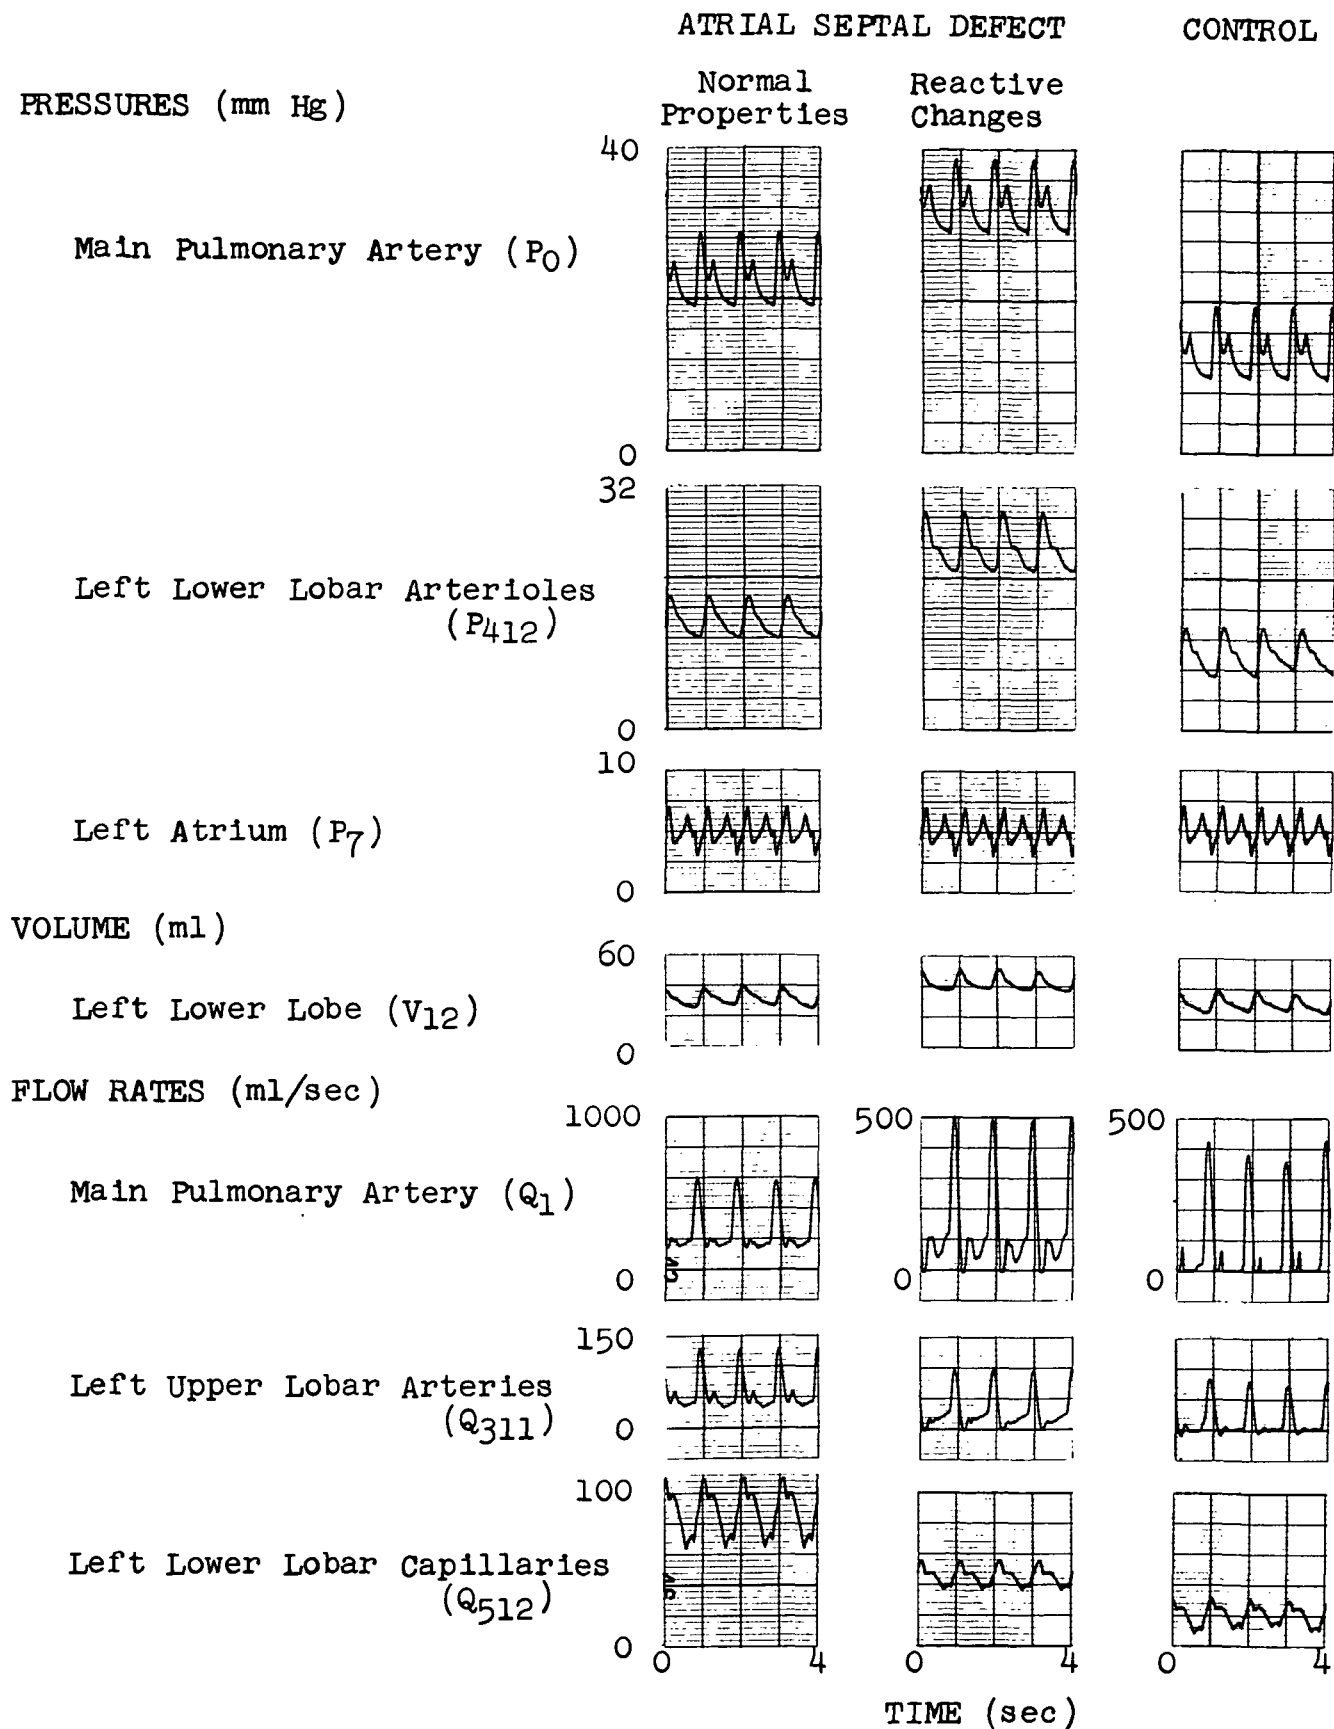 ATRIAL SEPTAL DEFECT CONTROL
Normal Properties
Reactive Changes
PRESSURES (mm Hg)
40
Main Pulmonary Artery (P0)
0
32
Left Lower Lobar Arterioles
(P412)
0
10
Left Atrium (P7)
0
VOLUME (ml)
60
Left Lower Lobe (V12)
0
FLOW RATES (ml/sec)
1000 500 500
Main Pulmonary Artery (Q1)
0 0 0
150
Left Upper Lobar Arteries
(Q311)
0
100
Left Lower Lobar Capillaries
(Q512)
0
0 4 0 4 0 4
TIME (sec)